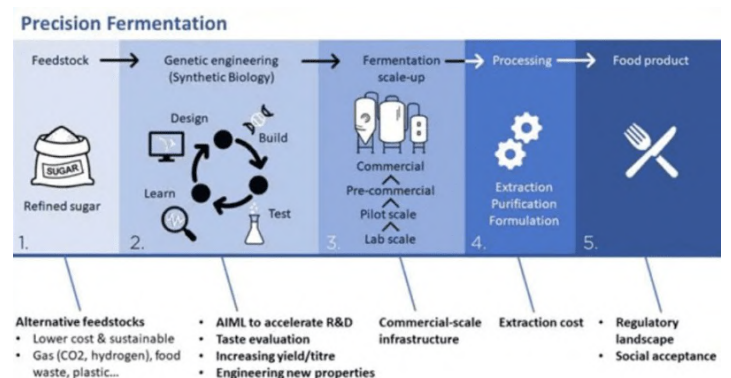 Precision Fermentation
Feedstock
Genetic engineering
(Synthetic Biology)
Fermentation
scale-up
Processing
Food product
SUGAR
Refined sugar
1.
Design
Build
Learn
Test
2.
Commercial
Pre-commercial
Pilot scale
Lab scale
3.
Extraction
Purification
Formulation
4.
5.
Alternative feedstocks
• Lower cost & sustainable
• Gas (CO2, hydrogen), food
waste, plastic...
• AIML to accelerate R&D
• Taste evaluation
• Increasing yield/titre
• Engineering new properties
Commercial-scale
infrastructure
Extraction cost
• Regulatory
landscape
• Social acceptance